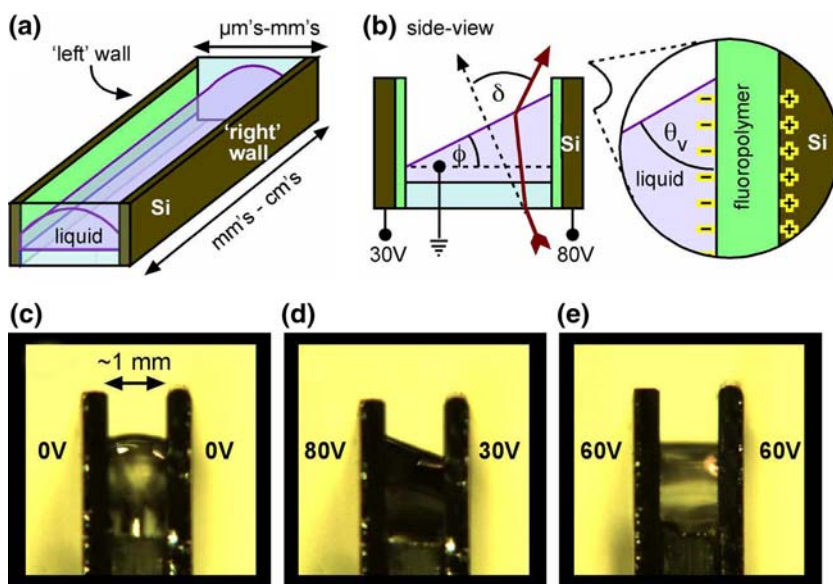 (a)
μm's-mm's
'left' wall
'right'
wall
Si
liquid
mm's - cm's
(b) side-view
δ
ϕ
Si
30V
80V
θv
liquid
fluoropolymer
Si
(c)
~1 mm
0V
0V
(d)
80V
30V
(e)
60V
60V